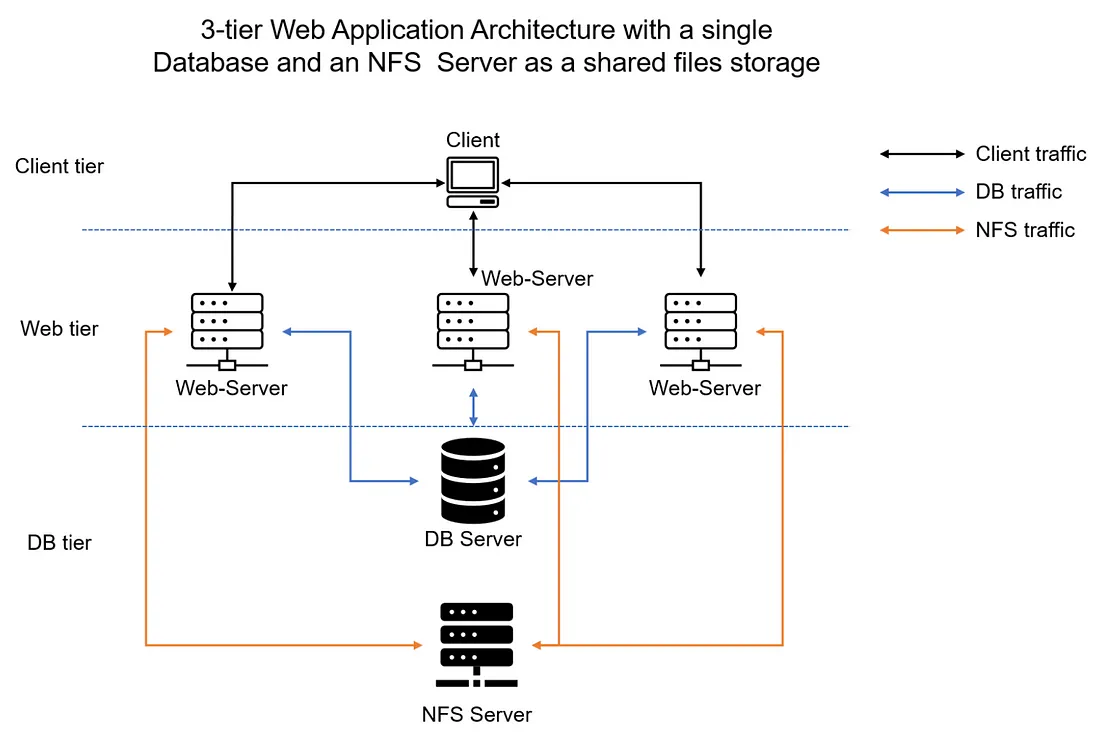 3-tier Web Application Architecture with a single
Database and an NFS Server as a shared files storage
Client
Client tier
Client traffic
DB traffic
NFS traffic
Web-Server
Web tier
Web-Server
Web-Server
DB Server
DB tier
NFS Server